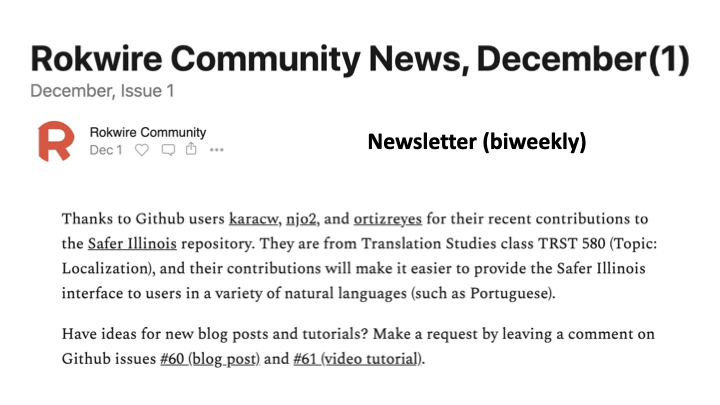 Rokwire Community News, December(1)
December, Issue 1
Rokwire Community
Dec 1
Newsletter (biweekly)
Thanks to Github users karacw, njo2, and ortizreyes for their recent contributions to
the Safer Illinois repository. They are from Translation Studies class TRST 580 (Topic:
Localization), and their contributions will make it easier to provide the Safer Illinois
interface to users in a variety of natural languages (such as Portuguese).
Have ideas for new blog posts and tutorials? Make a request by leaving a comment on
Github issues #60 (blog post) and #61 (video tutorial).